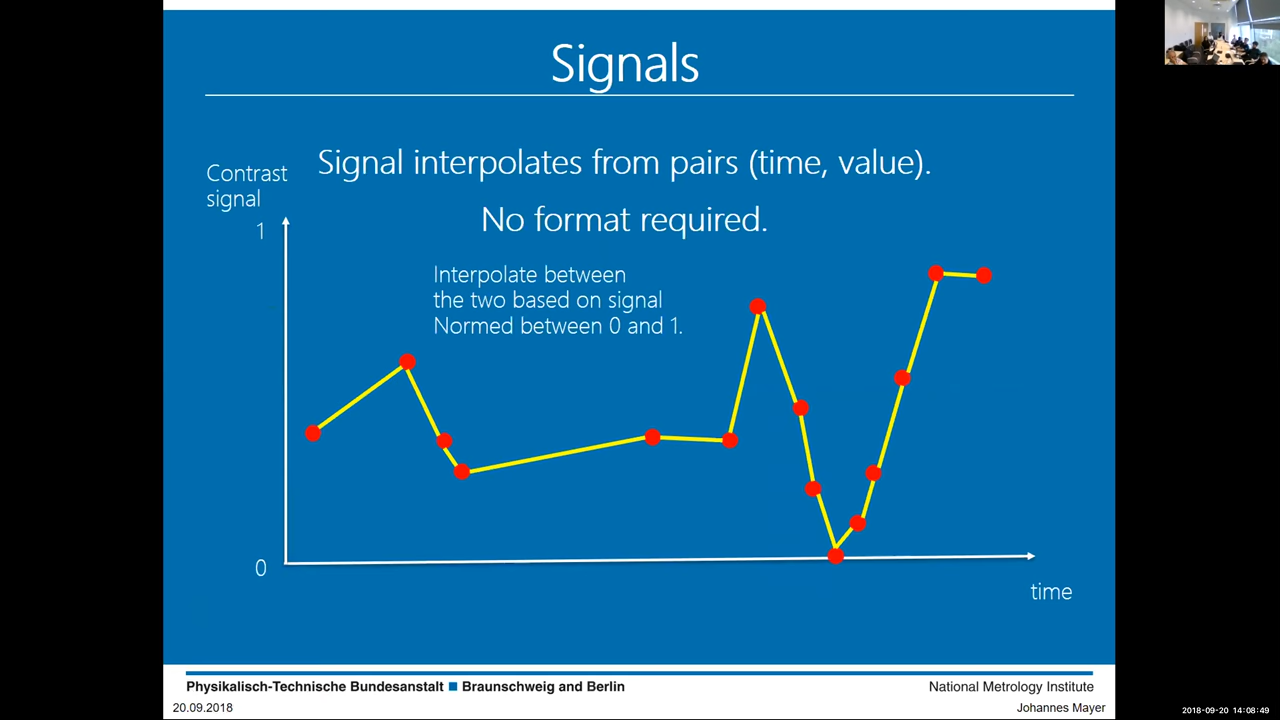 Signals
Contrast
signal
Signal interpolates from pairs (time, value).
No format required.
1
Interpolate between
the two based on signal
Normed between 0 and 1.
0
time
Physikalisch-Technische Bundesanstalt ■ Braunschweig and Berlin
National Metrology Institute
20.09.2018
Johannes Mayer
2018-09-20 14:08:49